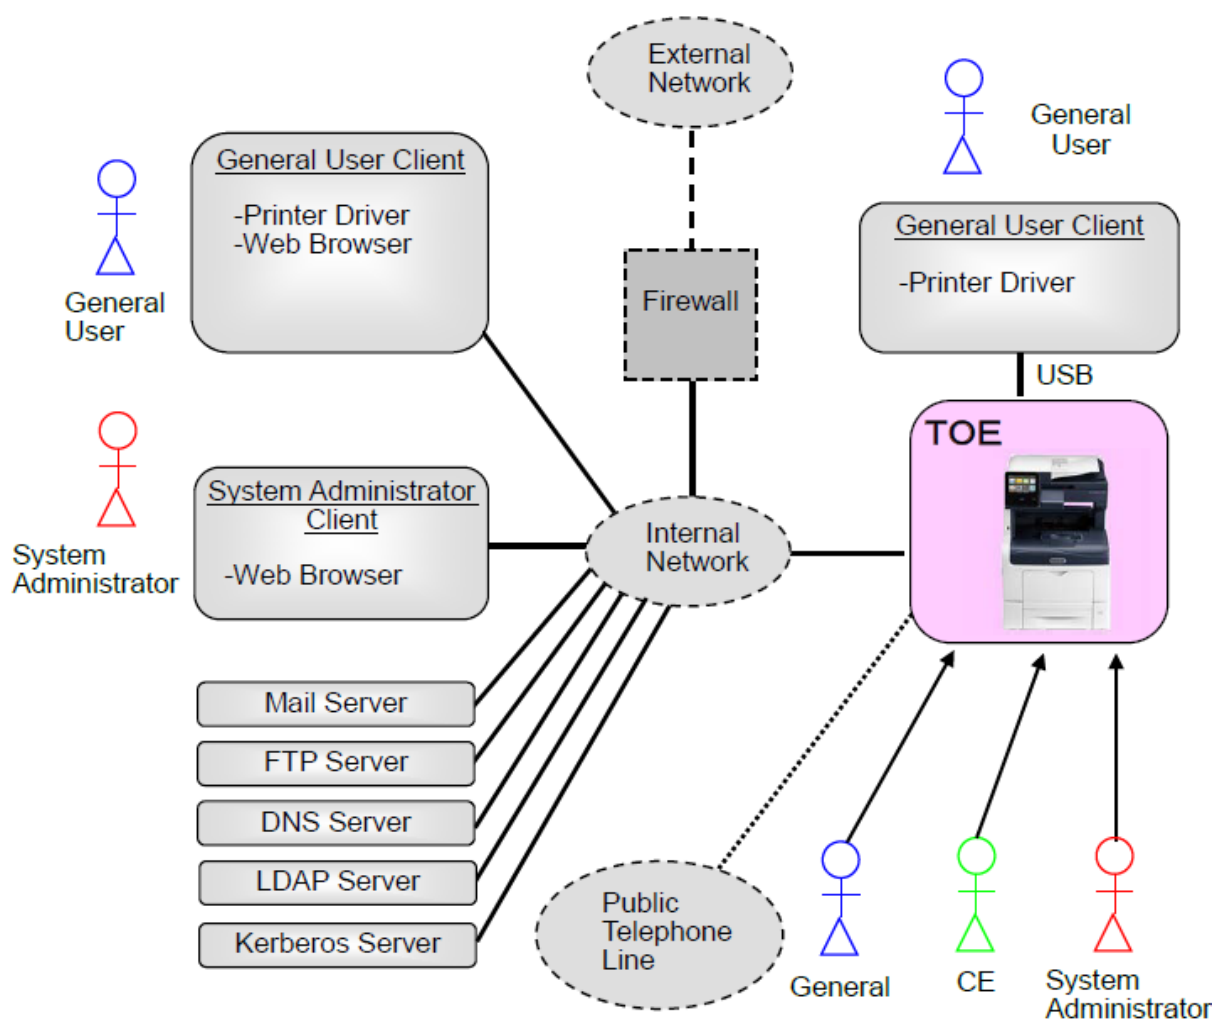 External
Network
General
User
General User Client
-Printer Driver
-Web Browser
General User Client
-Printer Driver
Firewall
General
User
USB
TOE
System Administrator
Client
-Web Browser
Internal
Network
System
Administrator
Mail Server
FTP Server
DNS Server
LDAP Server
Kerberos Server
Public
Telephone
Line
General
CE
System
Administrator